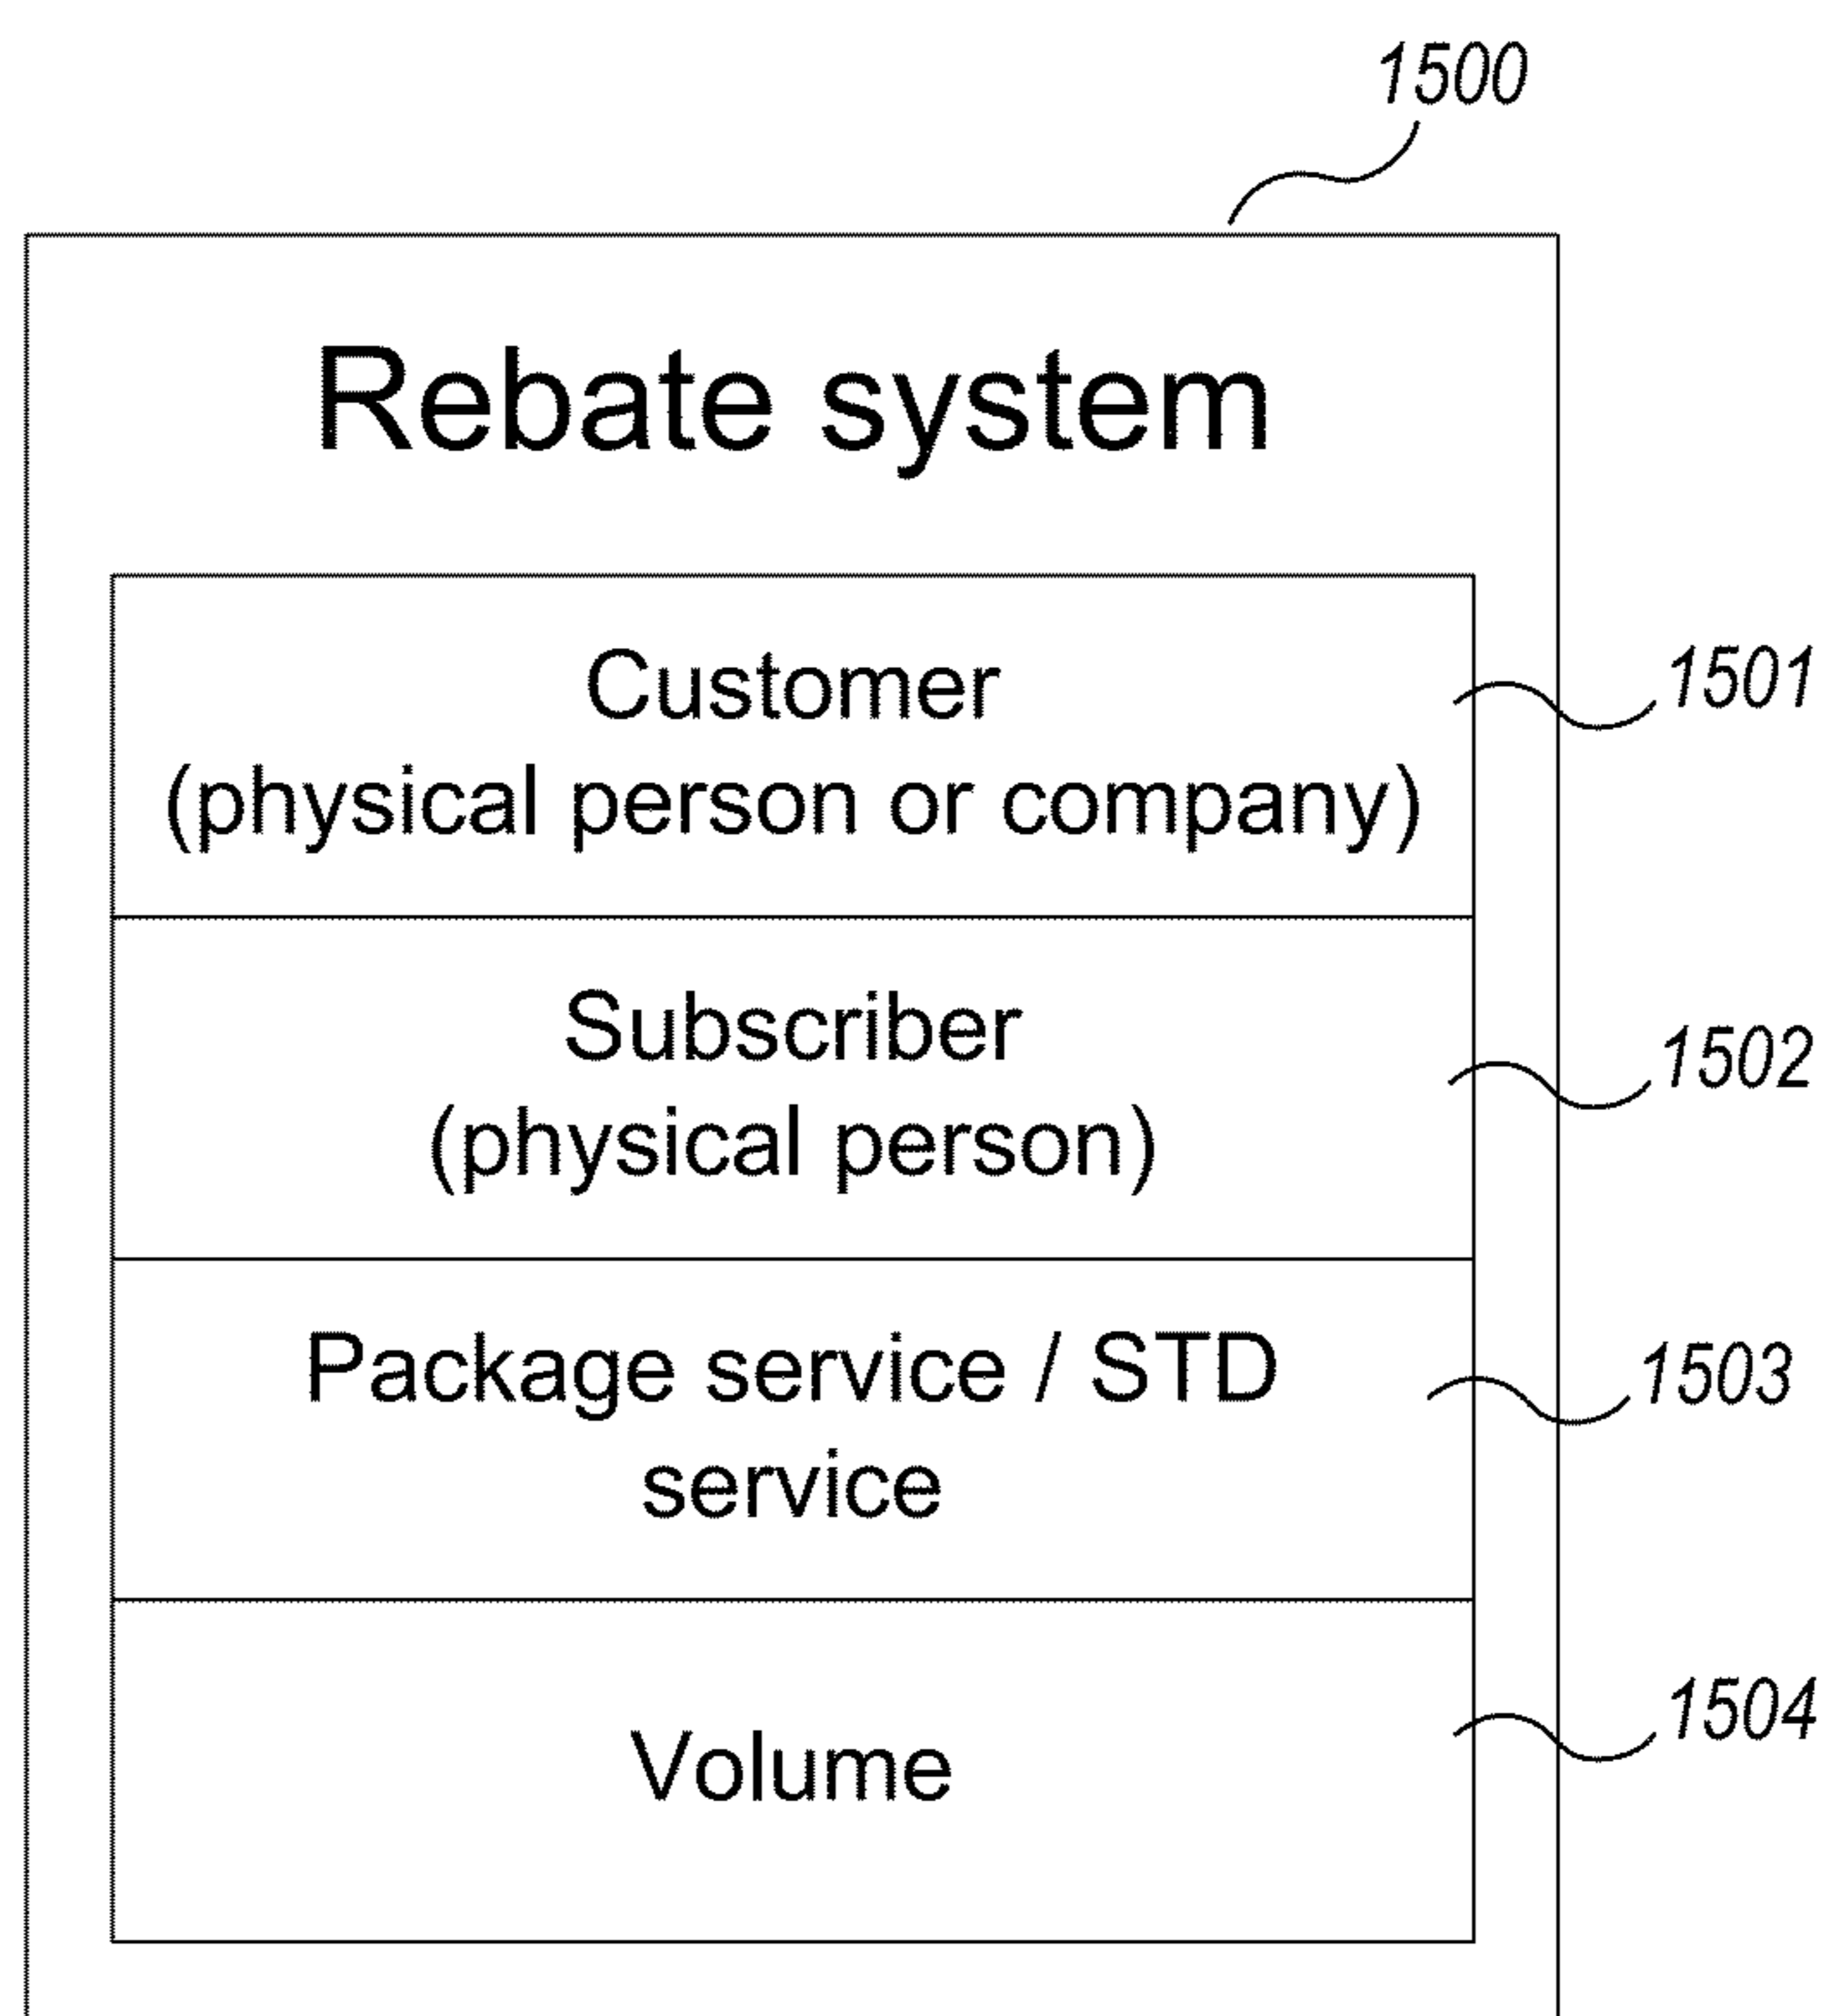 1500
Rebate system
Customer
(physical person or company)
1501
Subscriber
(physical person)
1502
Package service / STD
service
1503
Volume
1504